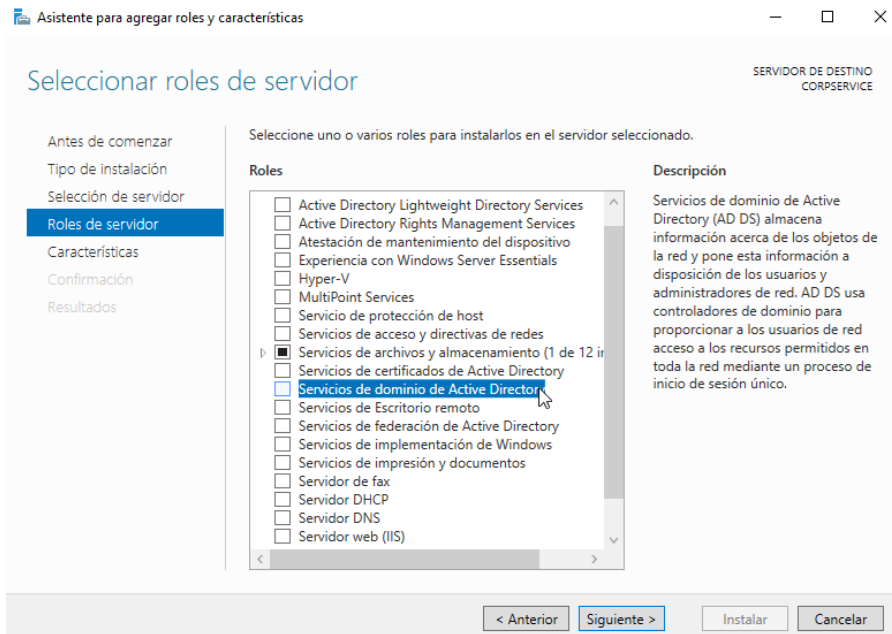 Asistente para agregar roles y características
Seleccionar roles de servidor
SERVIDOR DE DESTINO
CORPSERVICE
Antes de comenzar
Tipo de instalación
Selección de servidor
Roles de servidor
Características
Confirmación
Resultados
Seleccione uno o varios roles para instalarlos en el servidor seleccionado.
Roles
Active Directory Lightweight Directory Services
Active Directory Rights Management Services
Atestación de mantenimiento del dispositivo
Experiencia con Windows Server Essentials
Hyper-V
MultiPoint Services
Servicio de protección de host
Servicios de acceso y directivas de redes
Servicios de archivos y almacenamiento (1 de 12 in
Servicios de certificados de Active Directory
Servicios de dominio de Active Directory
Servicios de Escritorio remoto
Servicios de federación de Active Directory
Servicios de implementación de Windows
Servicios de impresión y documentos
Servidor de fax
Servidor DHCP
Servidor DNS
Servidor web (IIS)
Descripción
Servicios de dominio de Active
Directory (AD DS) almacena
información acerca de los objetos de
la red y pone esta información a
disposición de los usuarios y
administradores de red. AD DS usa
controladores de dominio para
proporcionar a los usuarios de red
acceso a los recursos permitidos en
toda la red mediante un proceso de
inicio de sesión único.
< Anterior
Siguiente >
Instalar
Cancelar